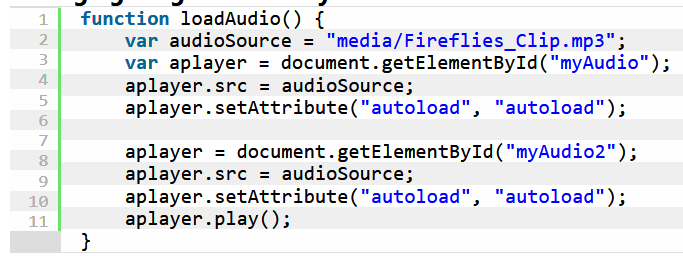 1 function loadAudio() {
2     var audioSource = "media/Fireflies_Clip.mp3";
3     var aplayer = document.getElementById("myAudio");
4     aplayer.src = audioSource;
5     aplayer.setAttribute("autoload", "autoload");
6
7     aplayer = document.getElementById("myAudio2");
8     aplayer.src = audioSource;
9     aplayer.setAttribute("autoload", "autoload");
10     aplayer.play();
11 }